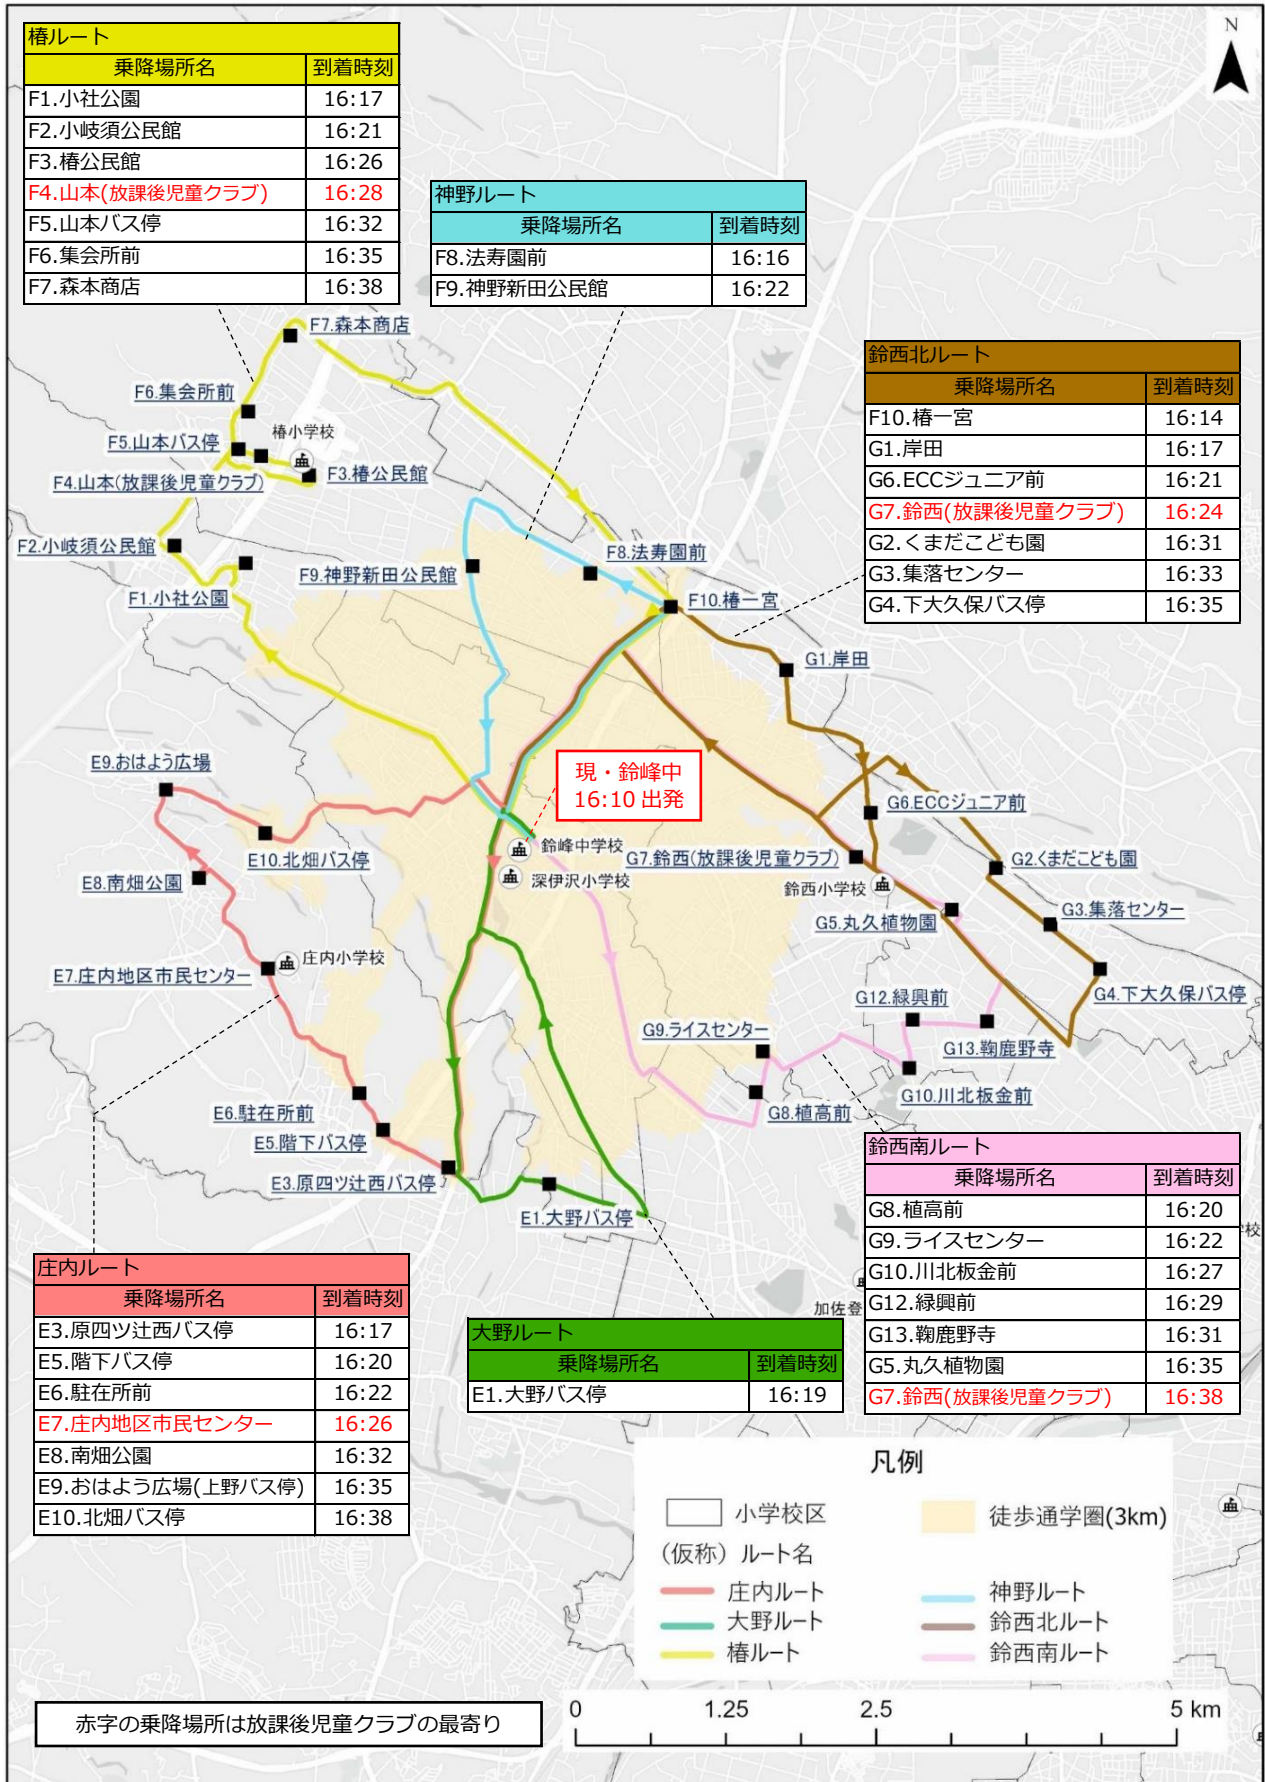 N
椿ルート
乗降場所名 到着時刻
F1.小社公園 16:17
F2.小岐須公民館 16:21
F3.椿公民館 16:26
F4.山本(放課後児童クラブ) 16:28
F5.山本バス停 16:32
F6.集会所前 16:35
F7.森本商店 16:38
神野ルート
乗降場所名 到着時刻
F8.法寿園前 16:16
F9.神野新田公民館 16:22
鈴西北ルート
乗降場所名 到着時刻
F10.椿一宮 16:14
G1.岸田 16:17
G6.ECCジュニア前 16:21
G7.鈴西(放課後児童クラブ) 16:24
G2.くまだこども園 16:31
G3.集落センター 16:33
G4.下大久保バス停 16:35
F7.森本商店
F6.集会所前
椿小学校
F5.山本バス停
F3.椿公民館
F4.山本(放課後児童クラブ)
F2.小岐須公民館
F8.法寿園前
F9.神野新田公民館
F1.小社公園
F10.椿一宮
G1.岸田
E9.おはよう広場
現・鈴峰中
16:10 出発
G6.ECCジュニア前
E10.北畑バス停
鈴峰中学校
G7.鈴西(放課後児童クラブ)
G2.くまだこども園
E8.南畑公園
深伊沢小学校
鈴西小学校
G3.集落センター
G5.丸久植物園
庄内小学校
E7.庄内地区市民センター
G4.下大久保バス停
G12.緑興前
G9.ライスセンター
G13.鞠鹿野寺
G10.川北板金前
E6.駐在所前
G8.植高前
E5.階下バス停
E3.原四ツ辻西バス停
E1.大野バス停
鈴西南ルート
乗降場所名 到着時刻
G8.植高前 16:20
G9.ライスセンター 16:22
G10.川北板金前 16:27
G12.緑興前 16:29
G13.鞠鹿野寺 16:31
G5.丸久植物園 16:35
G7.鈴西(放課後児童クラブ) 16:38
校
加佐登
庄内ルート
乗降場所名 到着時刻
E3.原四ツ辻西バス停 16:17
E5.階下バス停 16:20
E6.駐在所前 16:22
E7.庄内地区市民センター 16:26
E8.南畑公園 16:32
E9.おはよう広場(上野バス停) 16:35
E10.北畑バス停 16:38
大野ルート
乗降場所名 到着時刻
E1.大野バス停 16:19
凡例
小学校区 徒歩通学圏(3km)
（仮称）ルート名
庄内ルート 神野ルート
大野ルート 鈴西北ルート
椿ルート 鈴西南ルート
赤字の乗降場所は放課後児童クラブの最寄り
0 1.25 2.5 5 km